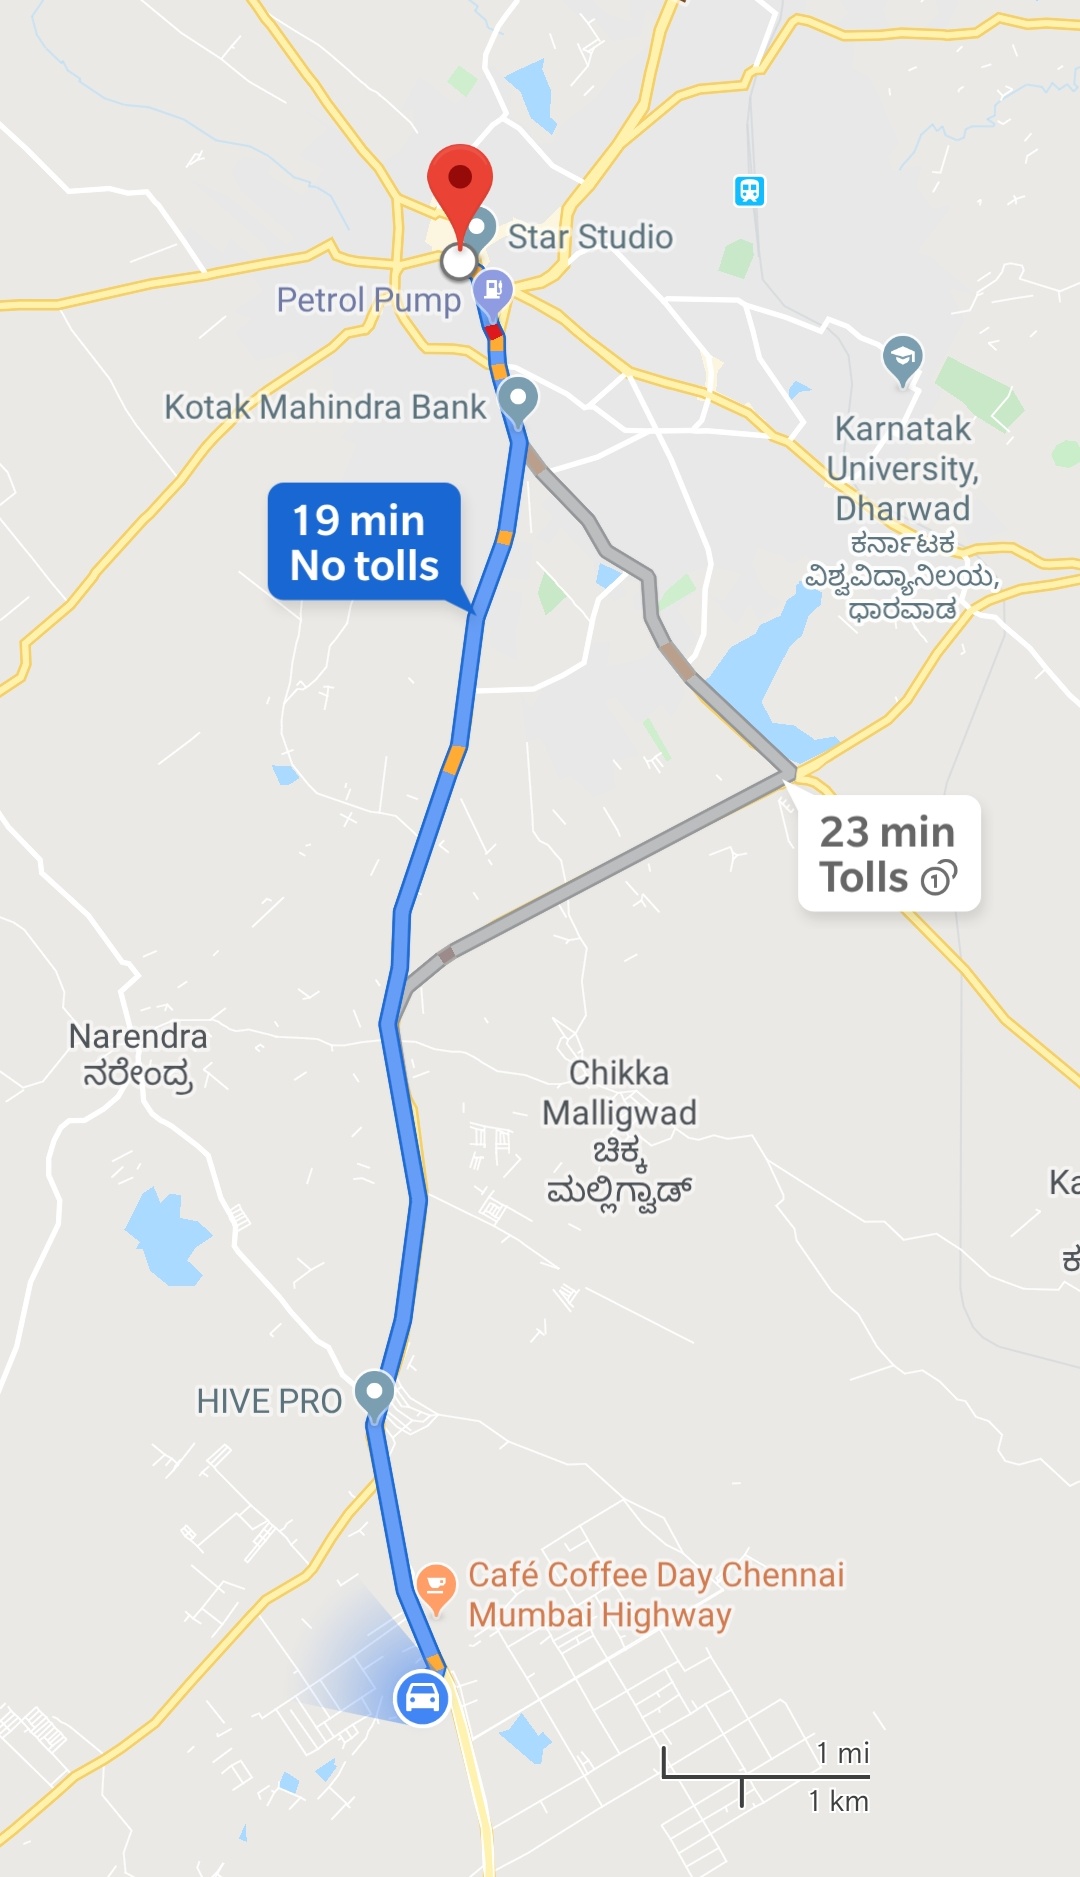 Star Studio
Petrol Pump
Kotak Mahindra Bank
Karnatak
University,
Dharwad
ಕರ್ನಾಟಕ
ವಿಶ್ವವಿದ್ಯಾನಿಲಯ,
ಧಾರವಾಡ
19 min
No tolls
23 min
Tolls
Narendra
ನರೇಂದ್ರ
Chikka
Malligwad
ಚಿಕ್ಕ
ಮಲ್ಲಿಗ್ವಾಡ್
Ka
ಕ
HIVE PRO
Café Coffee Day Chennai
Mumbai Highway
1 mi
1 km